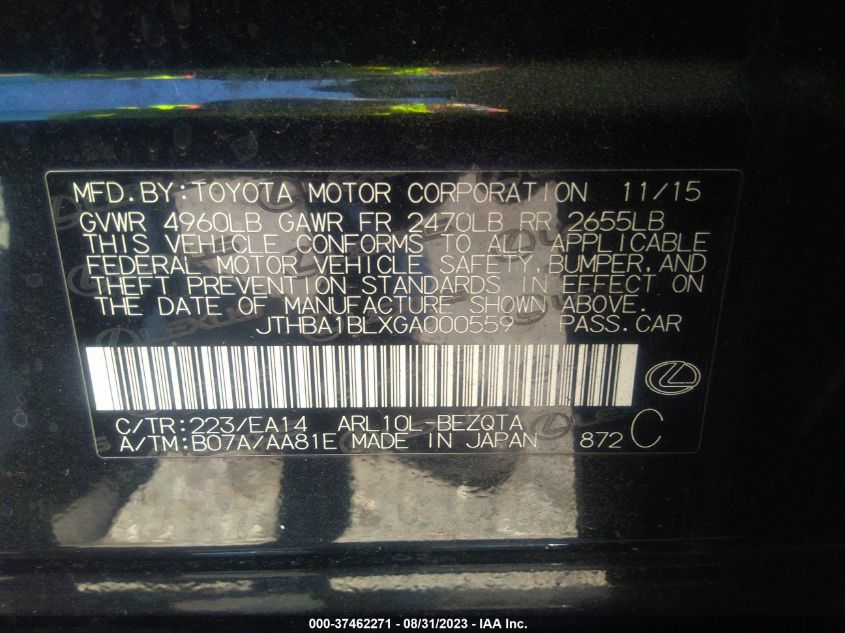 MFD.BY:TOYOTA MOTOR CORPORATION 11/15
GVWR 4960LB GAWR FR 2470LB RR 2655LB
THIS VEHICLE CONFORMS TO ALL APPLICABLE
FEDERAL MOTOR VEHICLE SAFETY,BUMPER,AND
THEFT PREVENTION STANDARDS IN EFFECT ON
THE DATE OF MANUFACTURE SHOWN ABOVE.
JTHBA1BLXGA000559 PASS.CAR
C/TR:223/EA14 ARL10L-BEZQTA
A/TM:B07A/AA81E MADE IN JAPAN 872 C
000-37462271 - 08/31/2023 - IAA Inc.